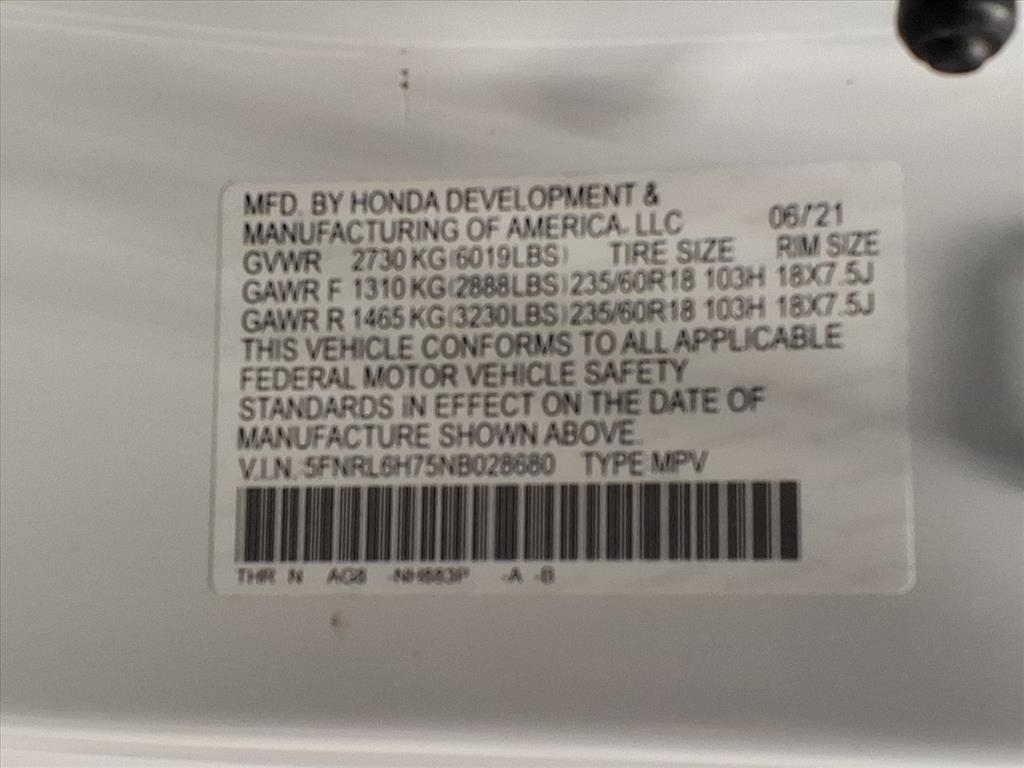 MFD. BY HONDA DEVELOPMENT &
MANUFACTURING OF AMERICA, LLC 06/'21
GVWR 2730 KG (6019LBS) TIRE SIZE RIM SIZE
GAWR F 1310 KG (2888LBS) 235/60R18 103H 18X7.5J
GAWR R 1465 KG (3230LBS) 235/60R18 103H 18X7.5J
THIS VEHICLE CONFORMS TO ALL APPLICABLE
FEDERAL MOTOR VEHICLE SAFETY
STANDARDS IN EFFECT ON THE DATE OF
MANUFACTURE SHOWN ABOVE.
V.I.N. 5FNRL6H75NB028680 TYPE MPV
THR N -A -B